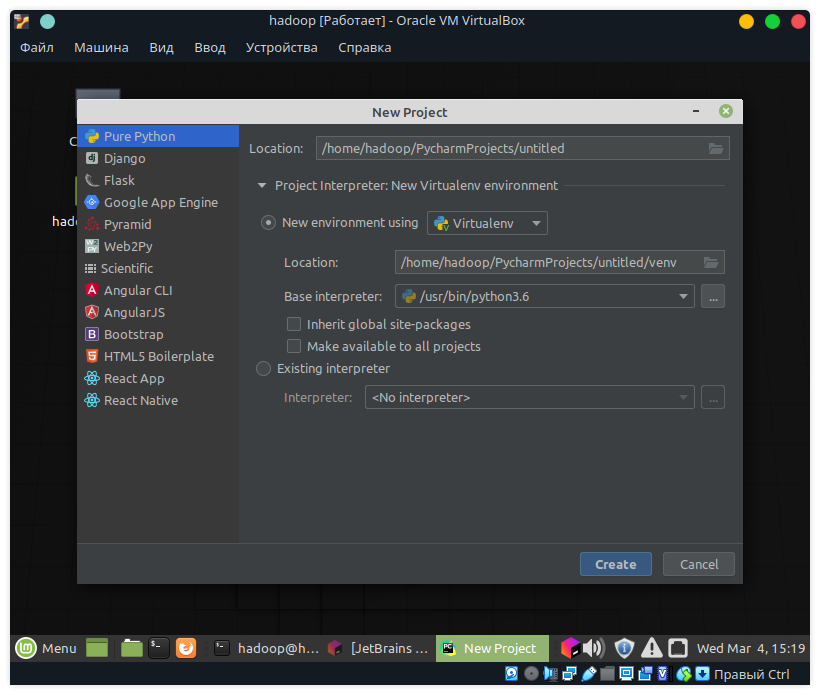 hadoop [Работает] - Oracle VM VirtualBox
Файл Машина Вид Ввод Устройства Справка
New Project
Pure Python
Django
Flask
Google App Engine
Pyramid
Web2Py
Scientific
Angular CLI
AngularJS
Bootstrap
HTML5 Boilerplate
React App
React Native
Location: /home/hadoop/PycharmProjects/untitled
Project Interpreter: New Virtualenv environment
New environment using Virtualenv
Location: /home/hadoop/PycharmProjects/untitled/venv
Base interpreter: /usr/bin/python3.6 ...
Inherit global site-packages
Make available to all projects
Existing interpreter
Interpreter: <No interpreter> ...
Create Cancel
C
had
Menu hadoop@h... [JetBrains ... New Project Wed Mar 4, 15:19
Правый Ctrl